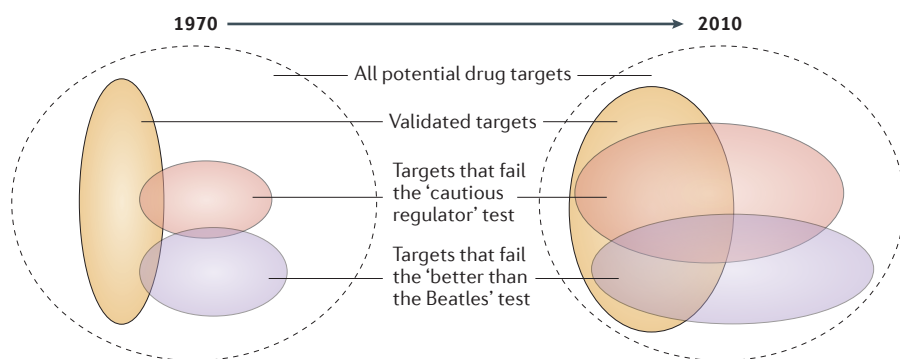 1970
2010
All potential drug targets
Validated targets
Targets that fail
the ‘cautious
regulator’ test
Targets that fail
the ‘better than
the Beatles’ test